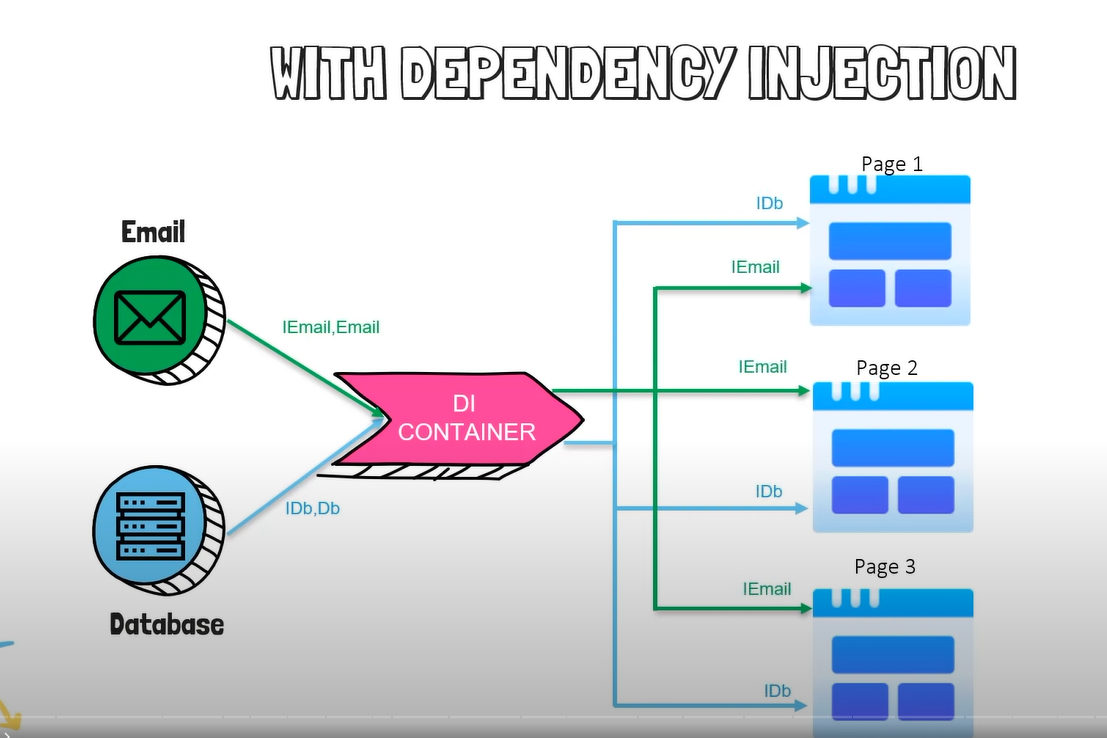 WITH DEPENDENCY INJECTION
Page 1
IDb
Email
IEmail
IEmail,Email
IEmail
Page 2
DI
CONTAINER
IDb
IDb,Db
Page 3
IEmail
Database
IDb